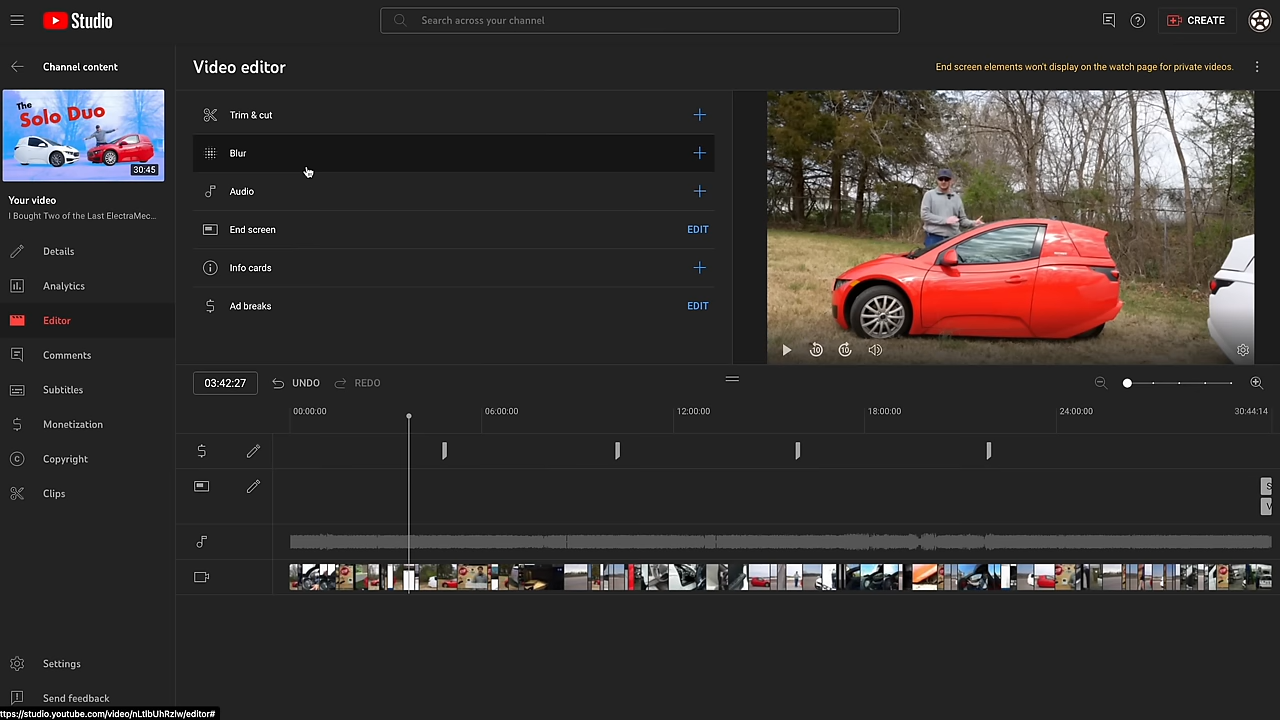 Studio
Search across your channel
CREATE
Channel content
Video editor
End screen elements won't display on the watch page for private videos.
The
Solo Duo
30:45
Trim & cut
Blur
Audio
End screen
EDIT
Info cards
Ad breaks
EDIT
Your video
I Bought Two of the Last ElectraMec...
Details
Analytics
Editor
Comments
Subtitles
Monetization
Copyright
Clips
Settings
Send feedback
10
10
03:42:27
UNDO
REDO
00:00:00
06:00:00
12:00:00
18:00:00
24:00:00
30:44:14
S
V
ttps://studio.youtube.com/video/nLtlbUhRzlw/editor#